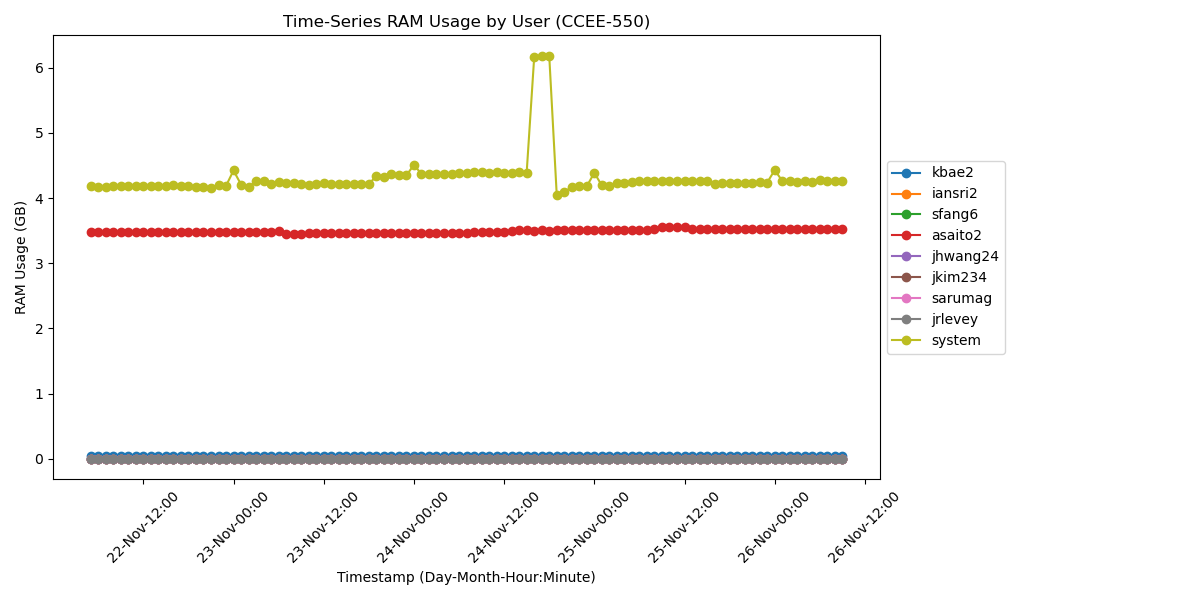 Time-Series RAM Usage by User (CCEE-550)
RAM Usage (GB)
6
5
4
3
2
1
0
22-Nov-12:00
23-Nov-00:00
23-Nov-12:00
24-Nov-00:00
24-Nov-12:00
25-Nov-00:00
25-Nov-12:00
26-Nov-00:00
26-Nov-12:00
Timestamp (Day-Month-Hour:Minute)
kbae2
iansri2
sfang6
asaito2
jhwang24
jkim234
sarumag
jrlevey
system